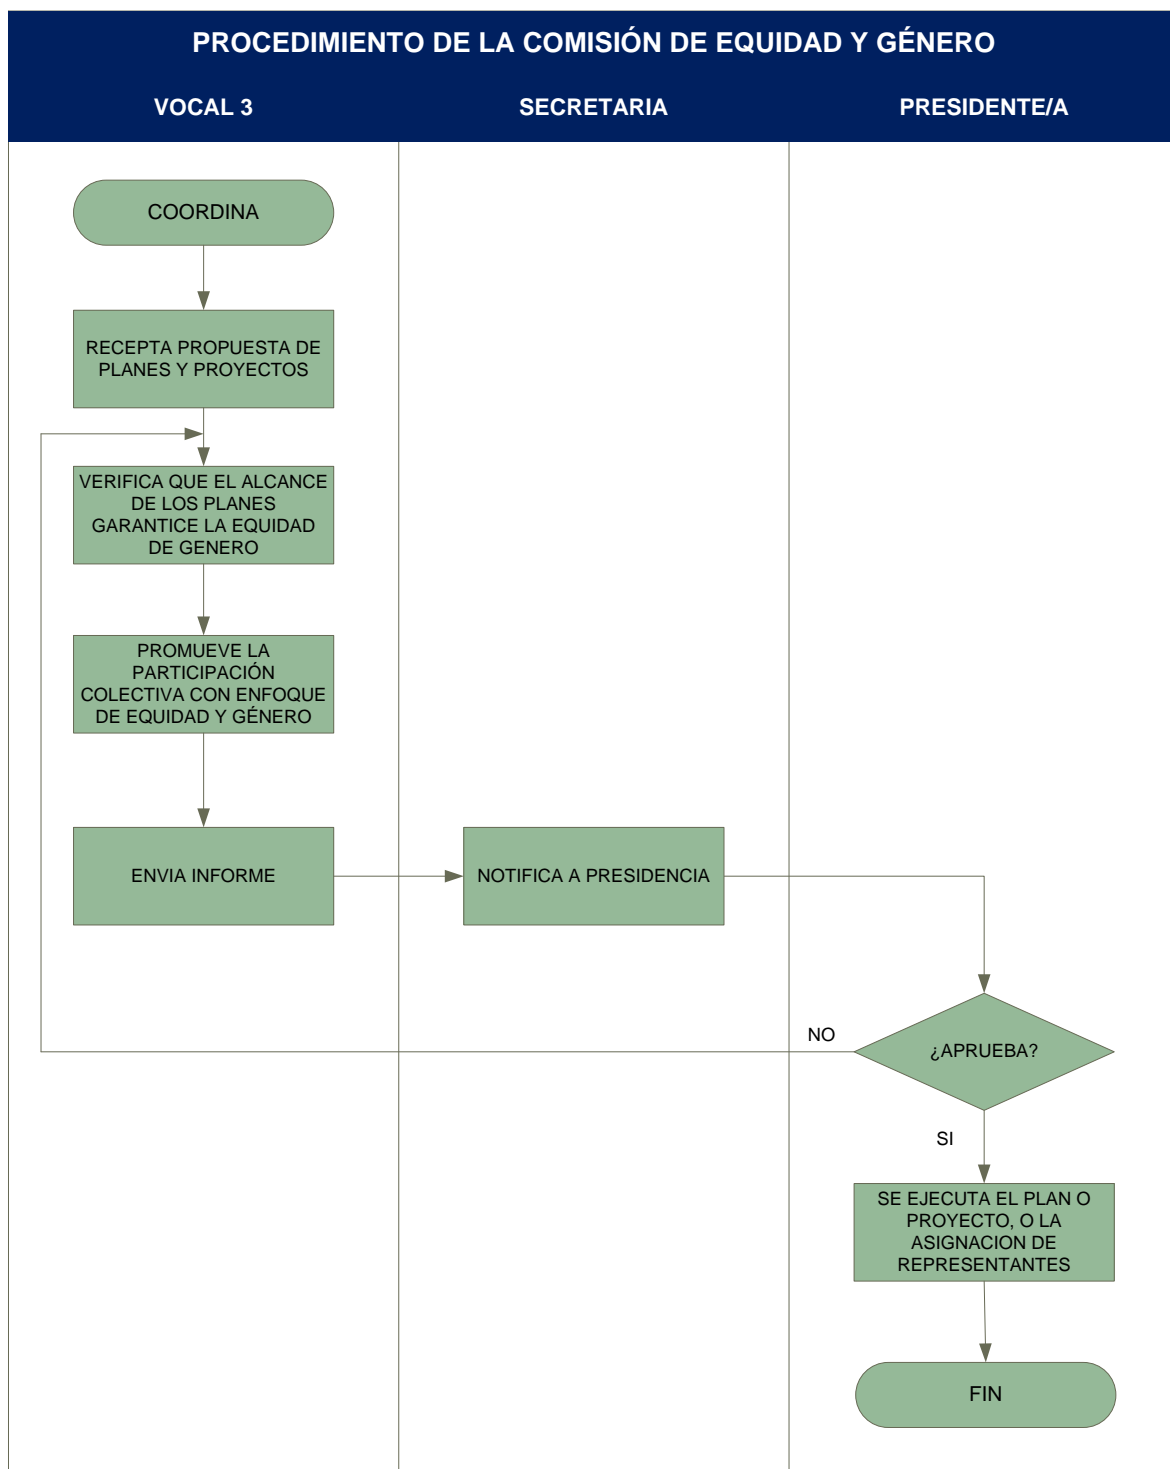 PROCEDIMIENTO DE LA COMISIÓN DE EQUIDAD Y GÉNERO
VOCAL 3
SECRETARIA
PRESIDENTE/A
COORDINA
RECEPTA PROPUESTA DE
PLANES Y PROYECTOS
VERIFICA QUE EL ALCANCE
DE LOS PLANES
GARANTICE LA EQUIDAD
DE GENERO
PROMUEVE LA
PARTICIPACIÓN
COLECTIVA CON ENFOQUE
DE EQUIDAD Y GÉNERO
ENVIA INFORME
NOTIFICA A PRESIDENCIA
¿APRUEBA?
NO
SI
SE EJECUTA EL PLAN O
PROYECTO, O LA
ASIGNACION DE
REPRESENTANTES
FIN